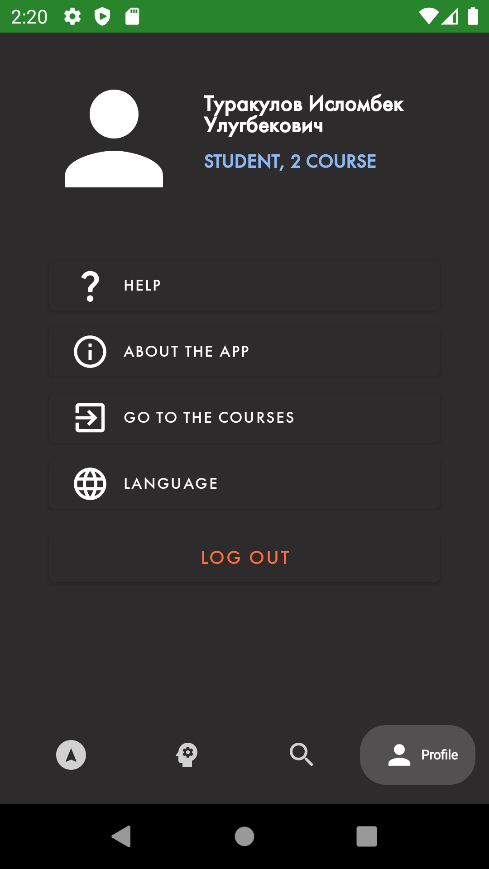 2:20
Туракулов Исломбек
Улугбекович
STUDENT, 2 COURSE
HELP
ABOUT THE APP
GO TO THE COURSES
LANGUAGE
LOG OUT
Profile